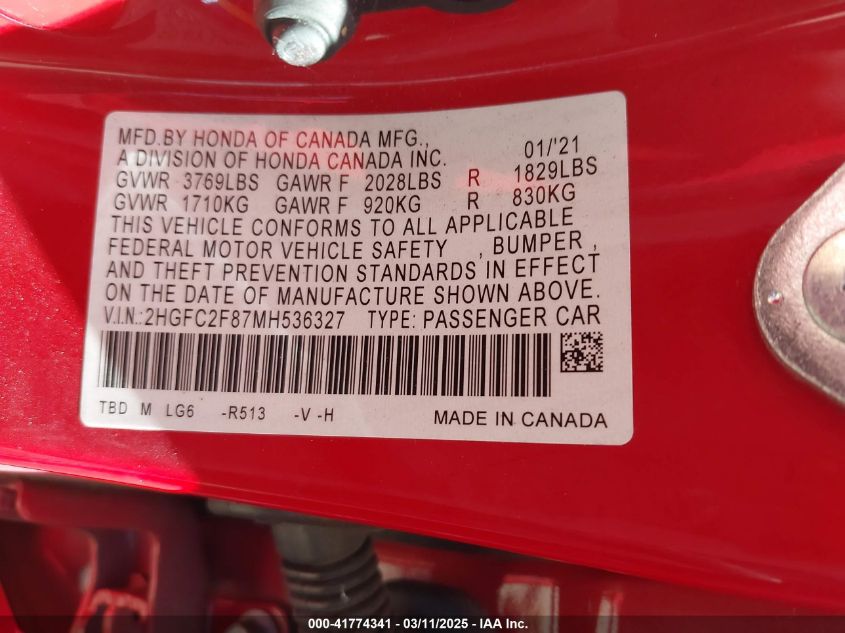 MFD.BY HONDA OF CANADA MFG., 01/'21
A DIVISION OF HONDA CANADA INC.
GVWR 3769LBS GAWR F 2028LBS R 1829LBS
GVWR 1710KG GAWR F 920KG R 830KG
THIS VEHICLE CONFORMS TO ALL APPLICABLE
FEDERAL MOTOR VEHICLE SAFETY , BUMPER ,
AND THEFT PREVENTION STANDARDS IN EFFECT
ON THE DATE OF MANUFACTURE SHOWN ABOVE.
V.I.N.:2HGFC2F87MH536327 TYPE: PASSENGER CAR
TBD M LG6 -R513 -V -H MADE IN CANADA
000-41774341 - 03/11/2025 - IAA Inc.